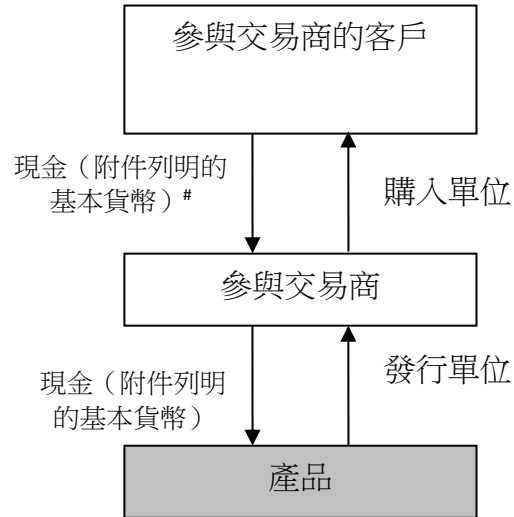 參與交易商的客戶
現金（附件列明的
基本貨幣）#
購入單位
參與交易商
現金（附件列明
的基本貨幣）
發行單位
產品